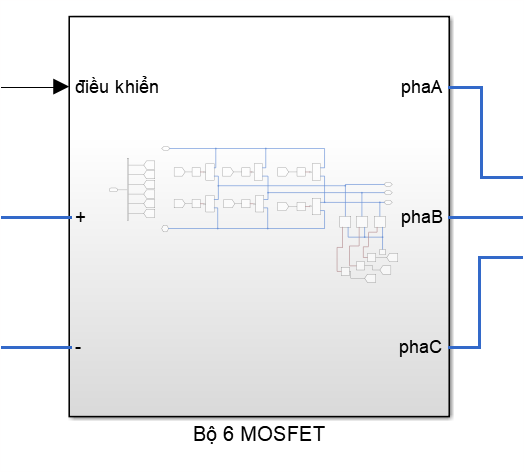 điều khiển
phaA
+
phaB
-
phaC
Bộ 6 MOSFET